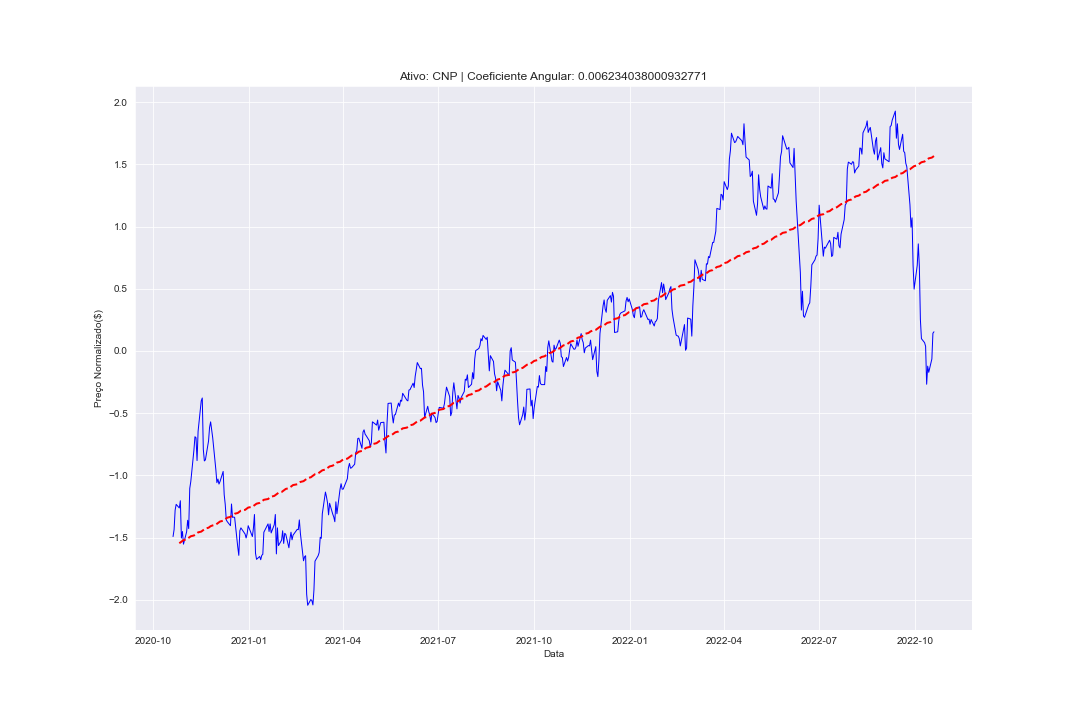 Ativo: CNP | Coeficiente Angular: 0.006234038000932771
2.0
1.5
1.0
0.5
0.0
−0.5
−1.0
−1.5
−2.0
Preço Normalizado($)
2020-10 2021-01 2021-04 2021-07 2021-10 2022-01 2022-04 2022-07 2022-10
Data